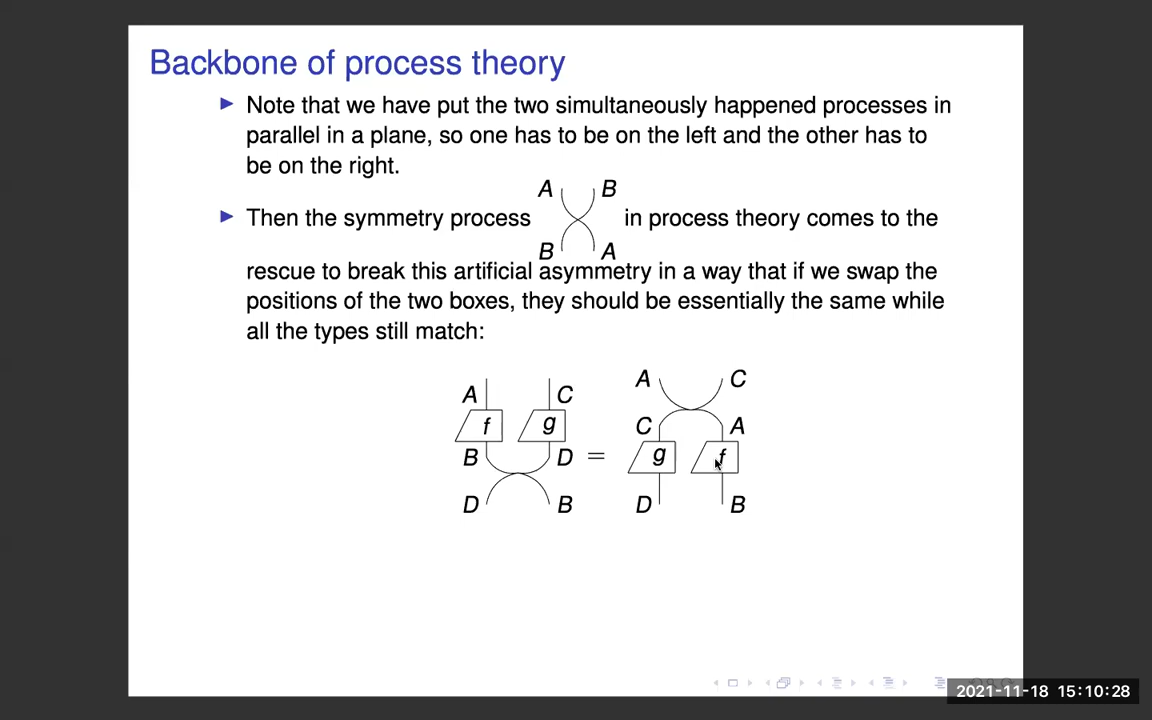 Backbone of process theory
Note that we have put the two simultaneously happened processes in
parallel in a plane, so one has to be on the left and the other has to
be on the right.
A B
Then the symmetry process in process theory comes to the
B A
rescue to break this artificial asymmetry in a way that if we swap the
positions of the two boxes, they should be essentially the same while
all the types still match:
A C A C
f g C A
B D = g f
D B D B
2021-11-18 15:10:28